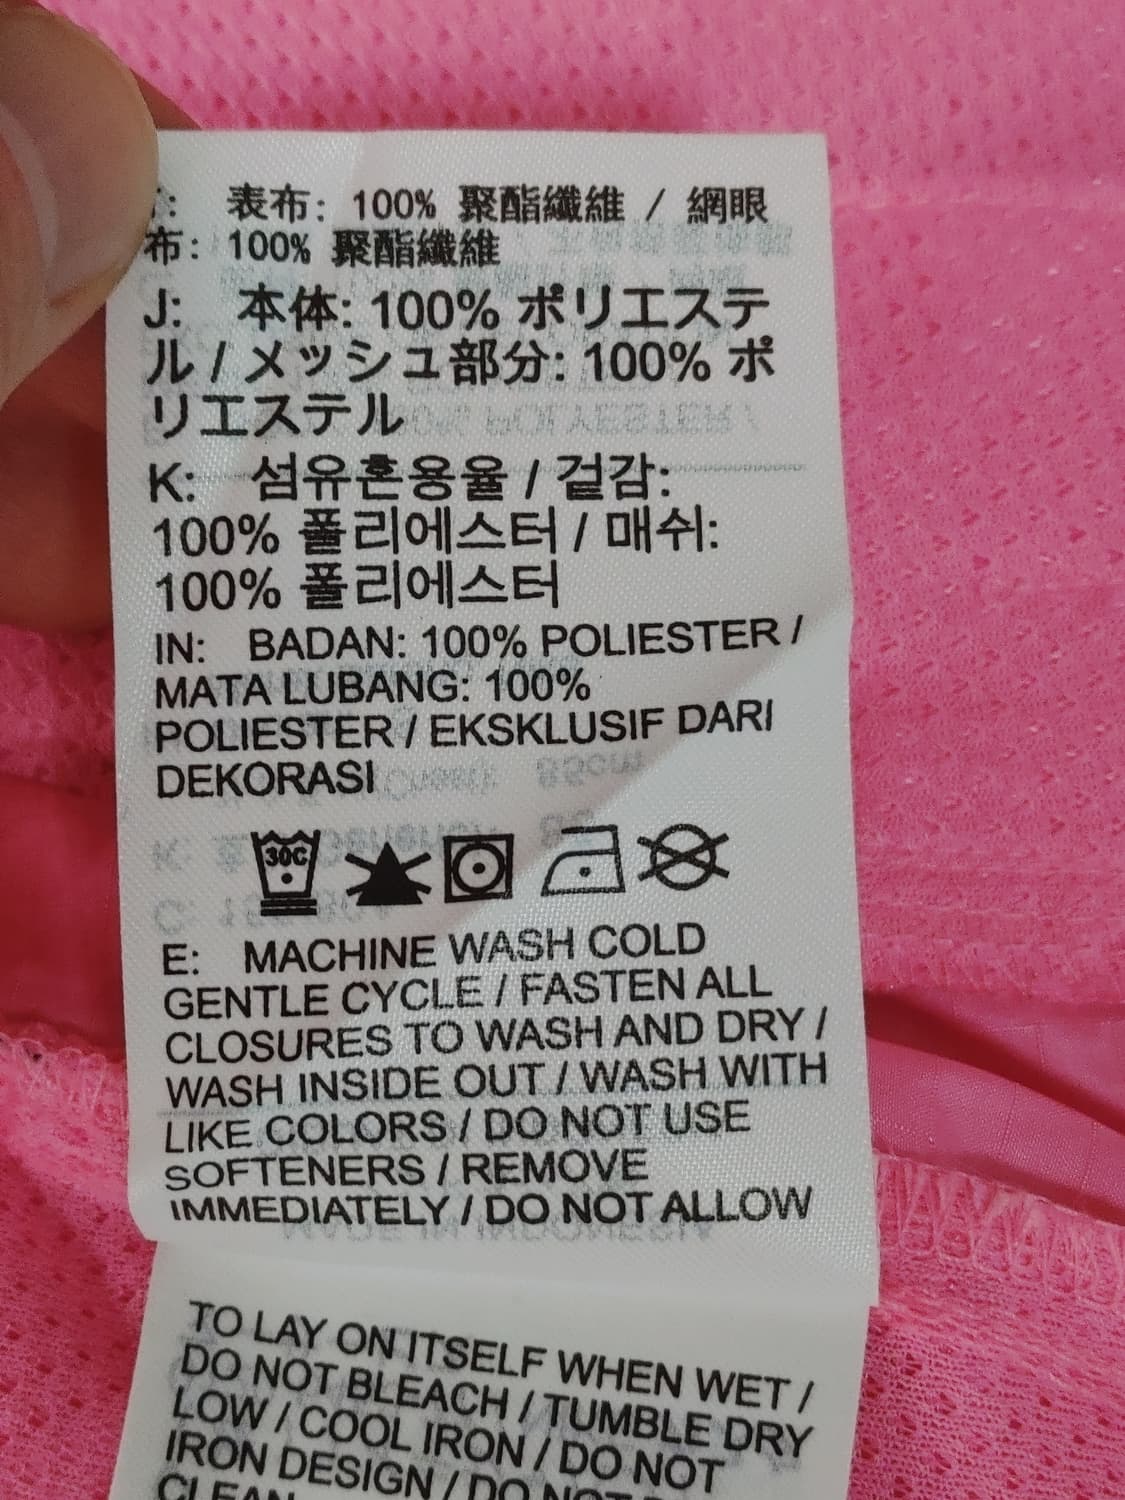 表布: 100% 聚酯纖維 / 網眼
布: 100% 聚酯纖維
J: 本体: 100% ポリエステ
ル / メッシュ部分: 100% ポ
リエステル
K: 섬유혼용율 / 겉감:
100% 폴리에스터 / 매쉬:
100% 폴리에스터
IN: BADAN: 100% POLIESTER /
MATA LUBANG: 100%
POLIESTER / EKSKLUSIF DARI
DEKORASI
30C
E: MACHINE WASH COLD
GENTLE CYCLE / FASTEN ALL
CLOSURES TO WASH AND DRY /
WASH INSIDE OUT / WASH WITH
LIKE COLORS / DO NOT USE
SOFTENERS / REMOVE
IMMEDIATELY / DO NOT ALLOW
TO LAY ON ITSELF WHEN WET /
DO NOT BLEACH / TUMBLE DRY
LOW / COOL IRON / DO NOT
IRON DESIGN / DO NOT
CLEAN